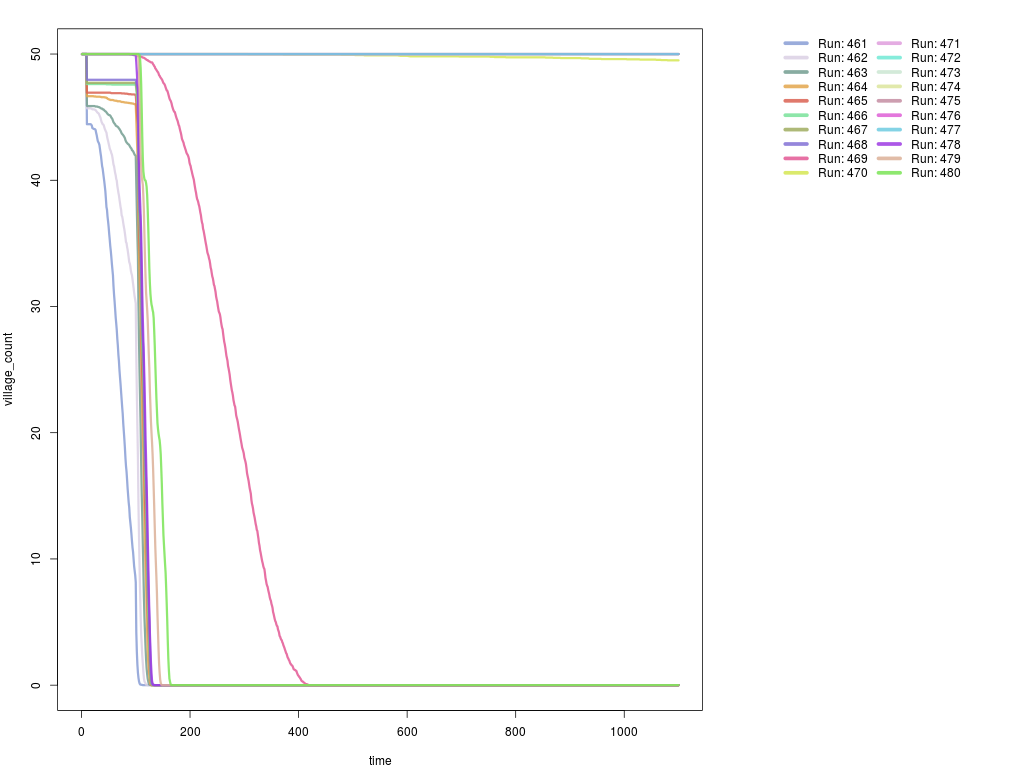 50
40
30
20
10
0
village_count
0 200 400 600 800 1000
time
Run: 461 Run: 471
Run: 462 Run: 472
Run: 463 Run: 473
Run: 464 Run: 474
Run: 465 Run: 475
Run: 466 Run: 476
Run: 467 Run: 477
Run: 468 Run: 478
Run: 469 Run: 479
Run: 470 Run: 480